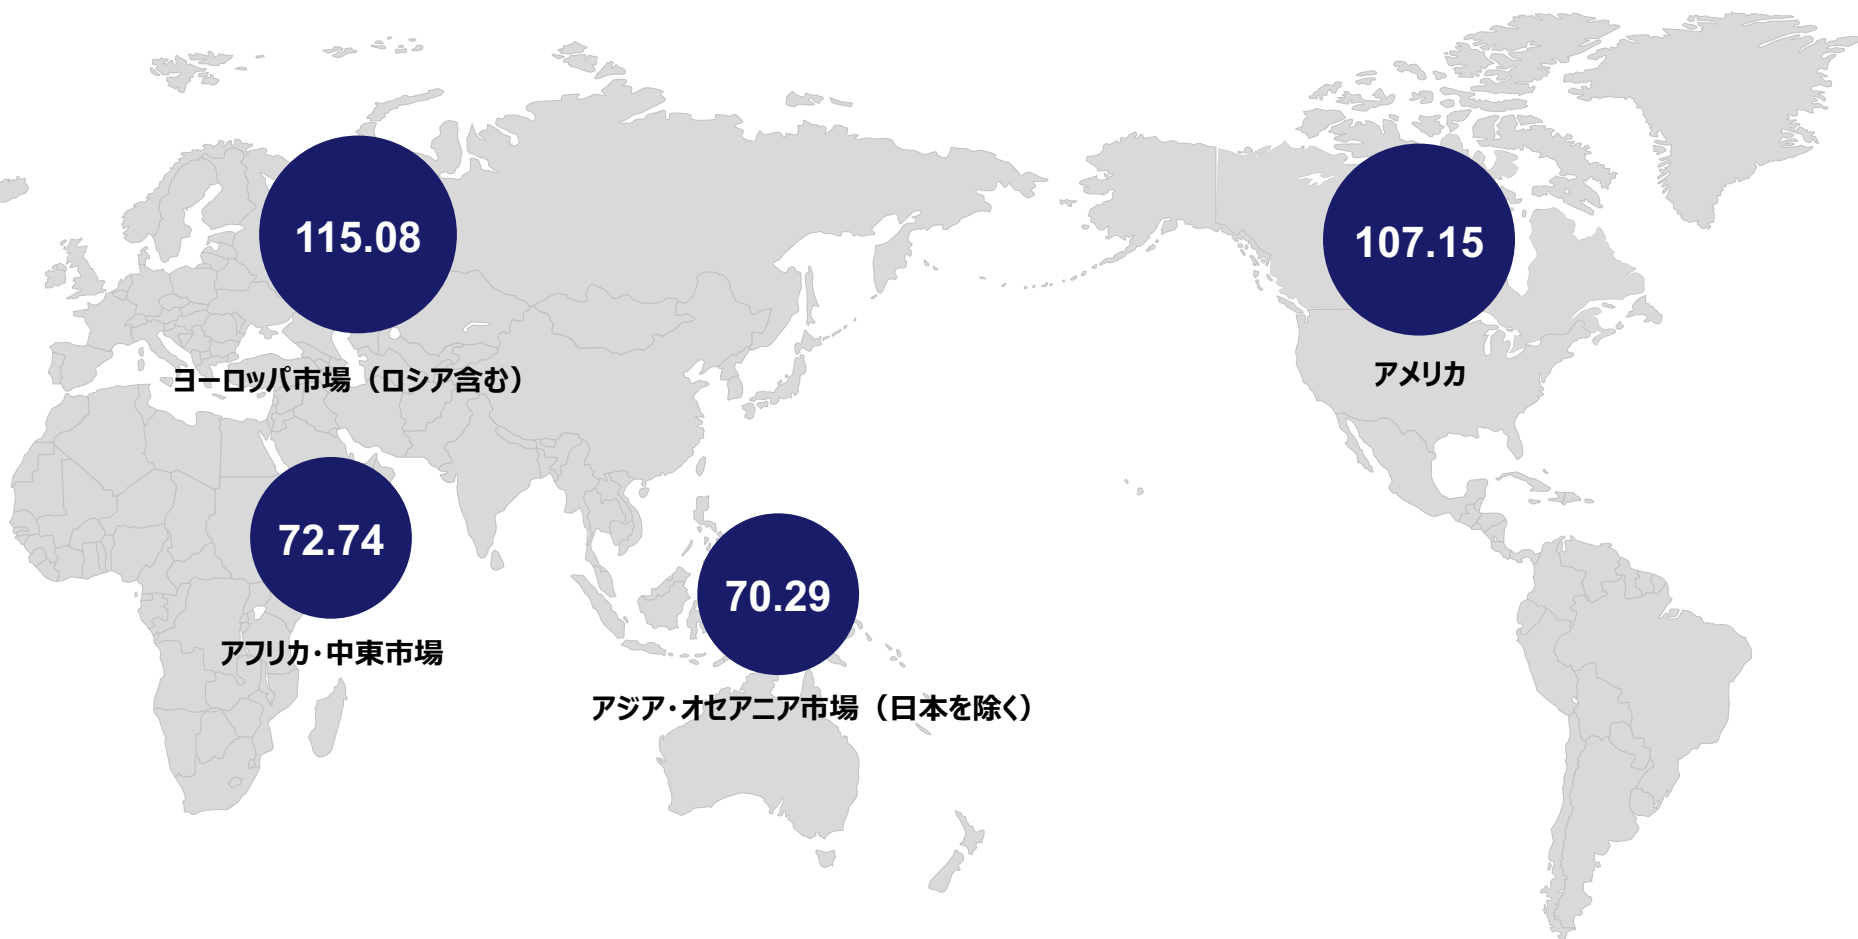 115.08
ヨーロッパ市場（ロシア含む）
107.15
アメリカ
72.74
アフリカ・中東市場
70.29
アジア・オセアニア市場（日本を除く）